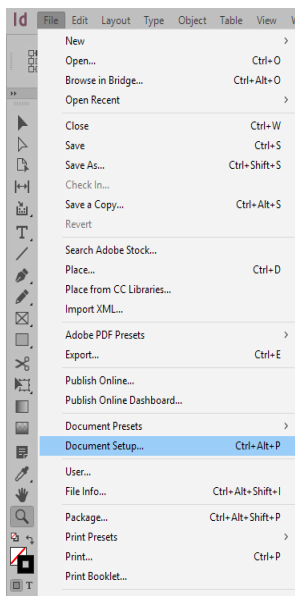 Id File Edit Layout Type Object Table View
New
Open... Ctrl+O
Browse in Bridge... Ctrl+Alt+O
Open Recent
Close Ctrl+W
Save Ctrl+S
Save As... Ctrl+Shift+S
Check In...
Save a Copy... Ctrl+Alt+S
Revert
Search Adobe Stock...
Place... Ctrl+D
Place from CC Libraries...
Import XML...
Adobe PDF Presets
Export... Ctrl+E
Publish Online...
Publish Online Dashboard...
Document Presets
Document Setup... Ctrl+Alt+P
User...
File Info... Ctrl+Alt+Shift+I
Package... Ctrl+Alt+Shift+P
Print Presets
Print... Ctrl+P
Print Booklet...